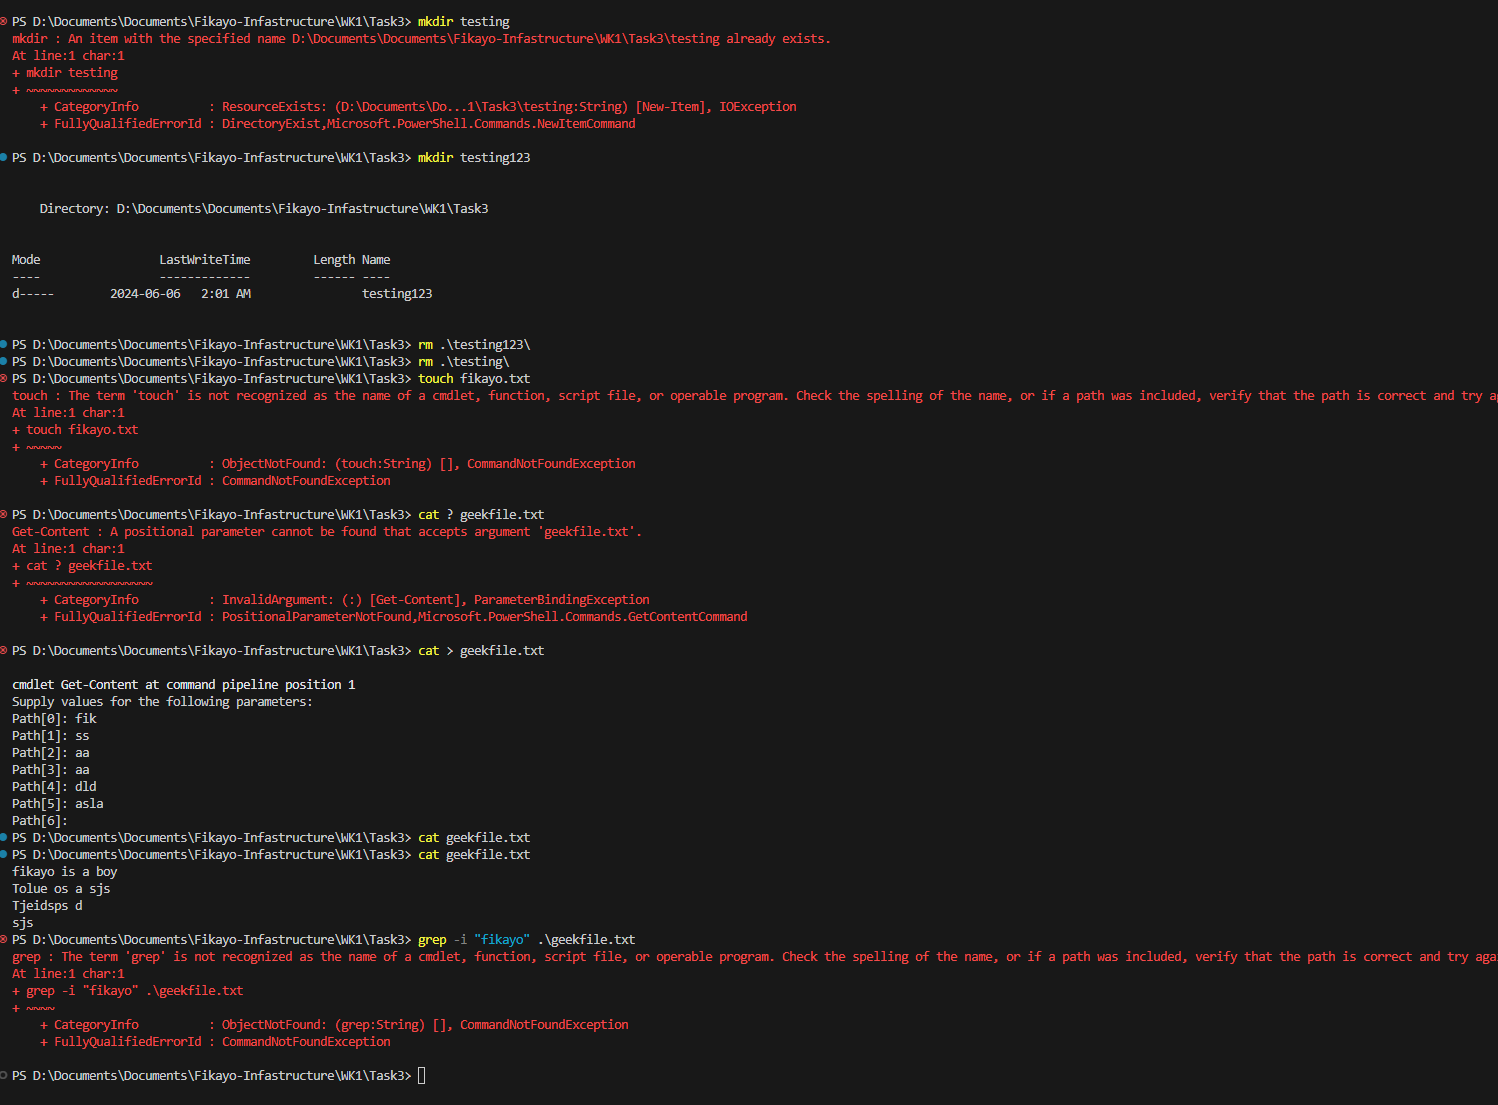 PS D:\Documents\Documents\Fikayo-Infastructure\WK1\Task3> mkdir testing
mkdir : An item with the specified name D:\Documents\Documents\Fikayo-Infastructure\WK1\Task3\testing already exists.
At line:1 char:1
+ mkdir testing
+ ~~~~~~~~~~~~~
    + CategoryInfo          : ResourceExists: (D:\Documents\Do...1\Task3\testing:String) [New-Item], IOException
    + FullyQualifiedErrorId : DirectoryExist,Microsoft.PowerShell.Commands.NewItemCommand
PS D:\Documents\Documents\Fikayo-Infastructure\WK1\Task3> mkdir testing123
    Directory: D:\Documents\Documents\Fikayo-Infastructure\WK1\Task3
Mode                 LastWriteTime         Length Name
----                 -------------         ------ ----
d-----        2024-06-06   2:01 AM                testing123
PS D:\Documents\Documents\Fikayo-Infastructure\WK1\Task3> rm .\testing123\
PS D:\Documents\Documents\Fikayo-Infastructure\WK1\Task3> rm .\testing\
PS D:\Documents\Documents\Fikayo-Infastructure\WK1\Task3> touch fikayo.txt
touch : The term 'touch' is not recognized as the name of a cmdlet, function, script file, or operable program. Check the spelling of the name, or if a path was included, verify that the path is correct and try
At line:1 char:1
+ touch fikayo.txt
+ ~~~~~
    + CategoryInfo          : ObjectNotFound: (touch:String) [], CommandNotFoundException
    + FullyQualifiedErrorId : CommandNotFoundException
PS D:\Documents\Documents\Fikayo-Infastructure\WK1\Task3> cat ? geekfile.txt
Get-Content : A positional parameter cannot be found that accepts argument 'geekfile.txt'.
At line:1 char:1
+ cat ? geekfile.txt
+ ~~~~~~~~~~~~~~~~~~
    + CategoryInfo          : InvalidArgument: (:) [Get-Content], ParameterBindingException
    + FullyQualifiedErrorId : PositionalParameterNotFound,Microsoft.PowerShell.Commands.GetContentCommand
PS D:\Documents\Documents\Fikayo-Infastructure\WK1\Task3> cat > geekfile.txt
cmdlet Get-Content at command pipeline position 1
Supply values for the following parameters:
Path[0]: fik
Path[1]: ss
Path[2]: aa
Path[3]: aa
Path[4]: dld
Path[5]: asla
Path[6]:
PS D:\Documents\Documents\Fikayo-Infastructure\WK1\Task3> cat geekfile.txt
PS D:\Documents\Documents\Fikayo-Infastructure\WK1\Task3> cat geekfile.txt
fikayo is a boy
Tolue os a sjs
Tjeidsps d
sjs
PS D:\Documents\Documents\Fikayo-Infastructure\WK1\Task3> grep -i "fikayo" .\geekfile.txt
grep : The term 'grep' is not recognized as the name of a cmdlet, function, script file, or operable program. Check the spelling of the name, or if a path was included, verify that the path is correct and try
At line:1 char:1
+ grep -i "fikayo" .\geekfile.txt
+ ~~~~
    + CategoryInfo          : ObjectNotFound: (grep:String) [], CommandNotFoundException
    + FullyQualifiedErrorId : CommandNotFoundException
PS D:\Documents\Documents\Fikayo-Infastructure\WK1\Task3>